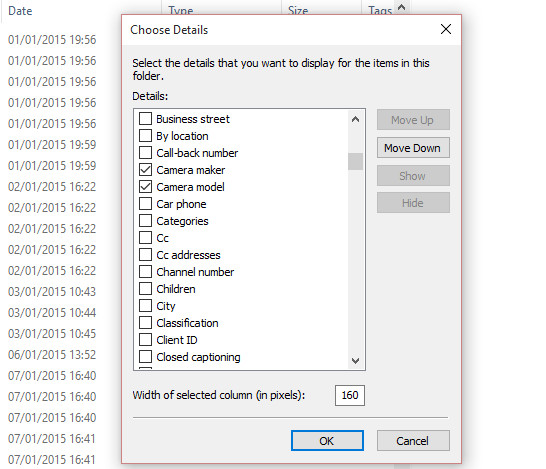 Date Type Size Tags
Choose Details
Select the details that you want to display for the items in this
folder.
Details:
Business street
By location
Call-back number
Camera maker
Camera model
Car phone
Categories
Cc
Cc addresses
Channel number
Children
City
Classification
Client ID
Closed captioning
Move Up
Move Down
Show
Hide
Width of selected column (in pixels): 160
OK Cancel
01/01/2015 19:56
01/01/2015 19:56
01/01/2015 19:56
01/01/2015 19:56
01/01/2015 19:56
01/01/2015 19:59
01/01/2015 19:59
02/01/2015 16:22
02/01/2015 16:22
02/01/2015 16:22
02/01/2015 16:22
02/01/2015 16:22
03/01/2015 10:43
03/01/2015 10:44
03/01/2015 10:45
06/01/2015 13:52
07/01/2015 16:40
07/01/2015 16:40
07/01/2015 16:40
07/01/2015 16:41
07/01/2015 16:41